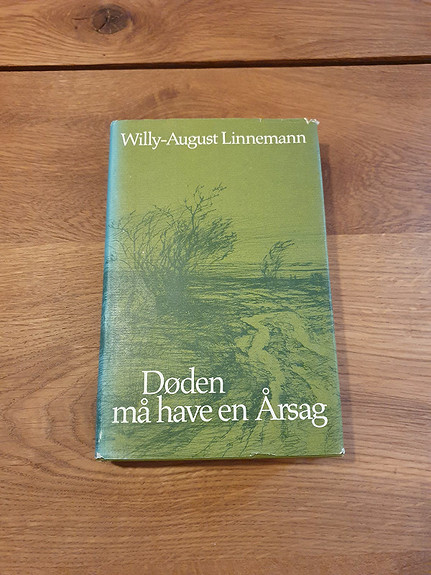 Willy-August Linnemann
Døden
må have en Årsag